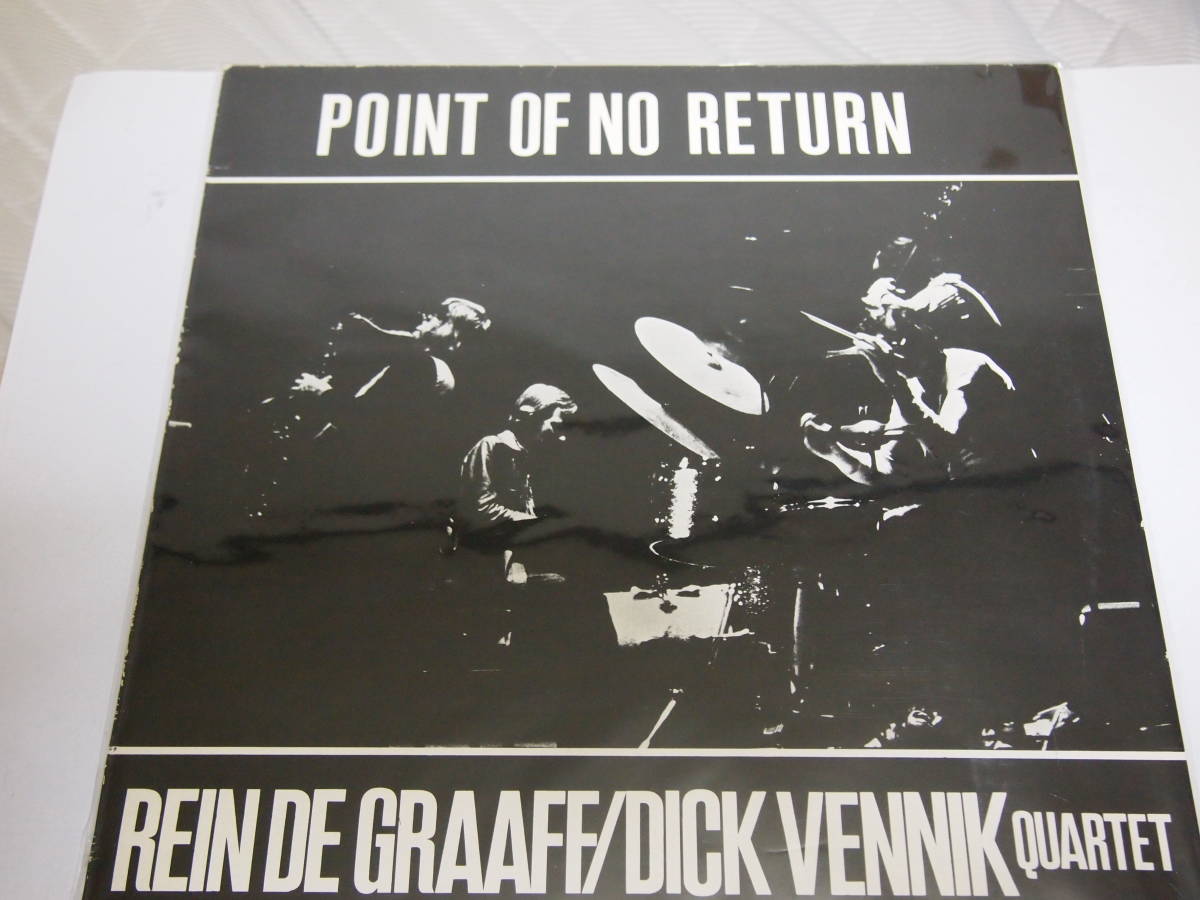 POINT OF NO RETURN
REIN DE GRAAFF/DICK VENNIK QUARTET